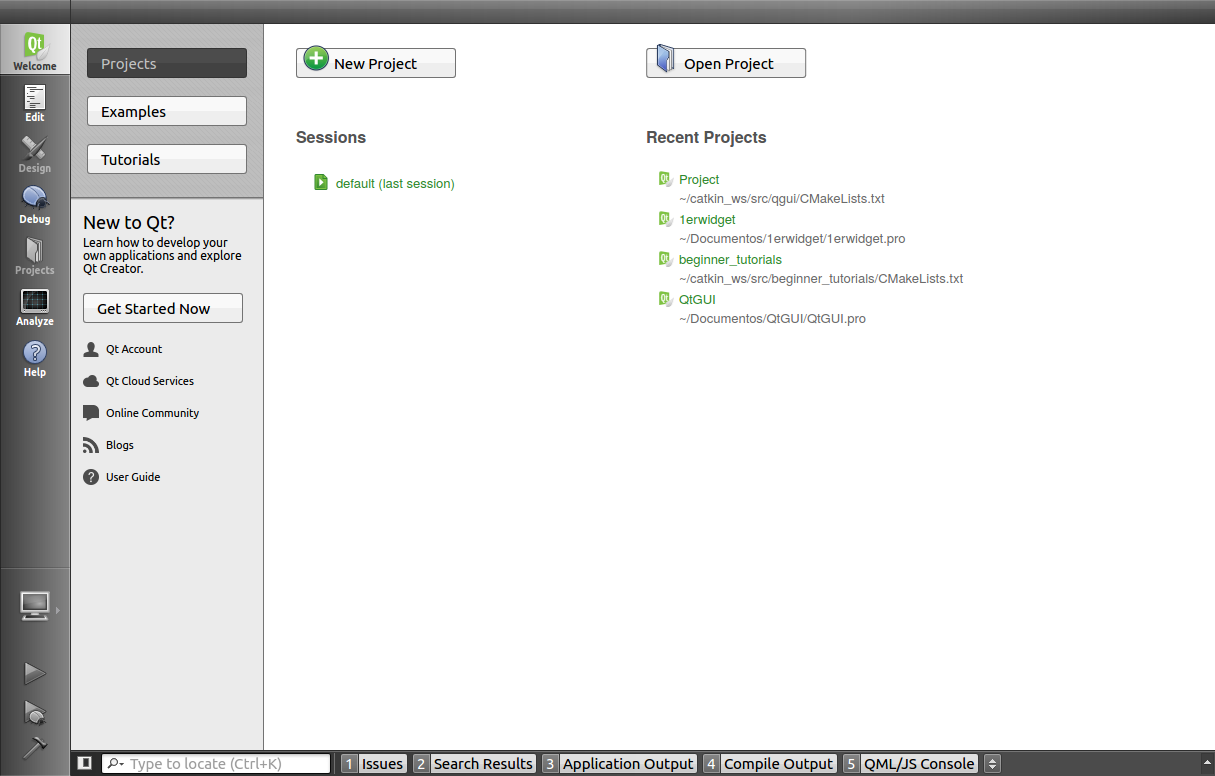 Qt
Welcome
Edit
Design
Debug
Projects
Analyze
?
Help
Projects
Examples
Tutorials
New to Qt?
Learn how to develop your
own applications and explore
Qt Creator.
Get Started Now
Qt Account
Qt Cloud Services
Online Community
Blogs
? User Guide
New Project
Open Project
Sessions
default (last session)
Recent Projects
Qt Project
~/catkin_ws/src/qgui/CMakeLists.txt
Qt 1erwidget
~/Documentos/1erwidget/1erwidget.pro
Qt beginner_tutorials
~/catkin_ws/src/beginner_tutorials/CMakeLists.txt
Qt QtGUI
~/Documentos/QtGUI/QtGUI.pro
Type to locate (Ctrl+K) 1 Issues 2 Search Results 3 Application Output 4 Compile Output 5 QML/JS Console